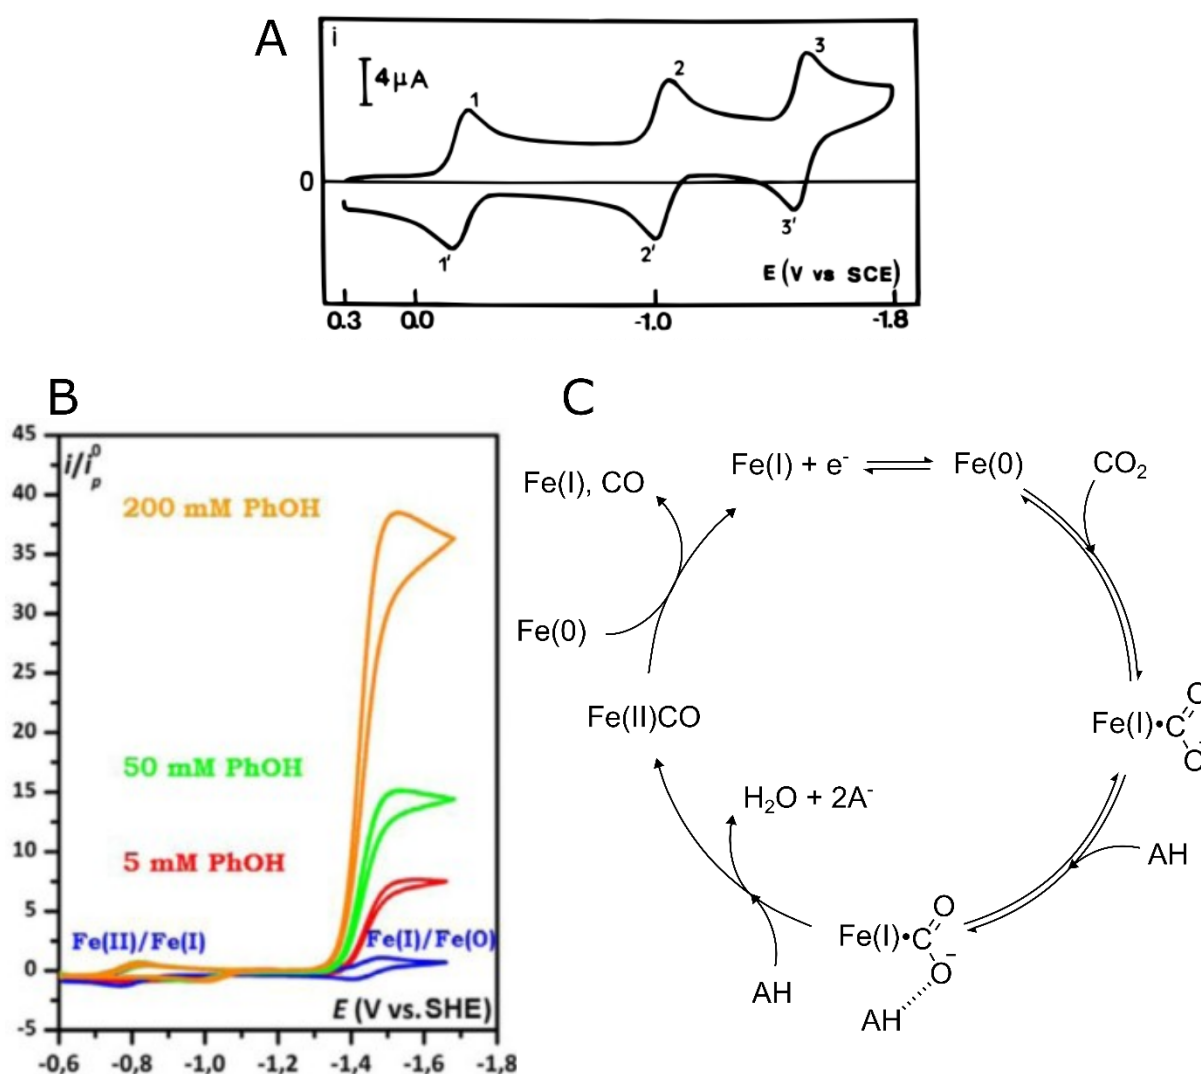 A
i
4μA
1
2
3
0
1'
2'
3'
E (V vs SCE)
0.3 0.0 -1.0 -1.8
B
45
i/i⁰ₚ
40
200 mM PhOH
35
30
25
20
50 mM PhOH
15
10
5 mM PhOH
5
Fe(II)/Fe(I) Fe(I)/Fe(O)
0
E (V vs. SHE)
-5
-0,6 -0,8 -1,0 -1,2 -1,4 -1,6 -1,8
C
Fe(I) + e⁻ Fe(0) CO₂
Fe(I), CO
Fe(0)
Fe(I)•C O O⁻
Fe(II)CO
H₂O + 2A⁻
AH
Fe(I)•C O O⁻
AH
AH